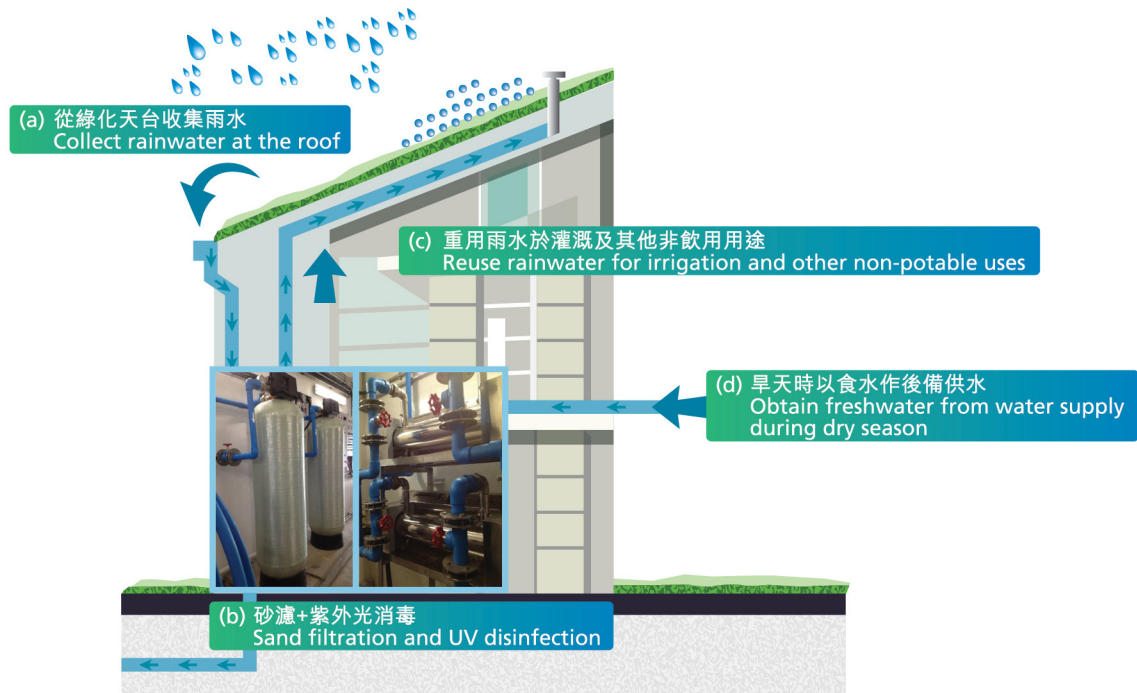 (a) 從綠化天台收集雨水
Collect rainwater at the roof
(c) 重用雨水於灌溉及其他非飲用用途
Reuse rainwater for irrigation and other non-potable uses
(d) 旱天時以食水作後備供水
Obtain freshwater from water supply
during dry season
(b) 砂濾+紫外光消毒
Sand filtration and UV disinfection